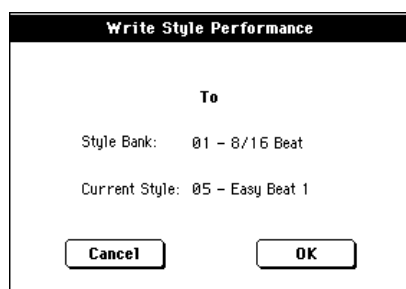 Write Style Performance
To
Style Bank: 01 - 8/16 Beat
Current Style: 05 - Easy Beat 1
Cancel OK